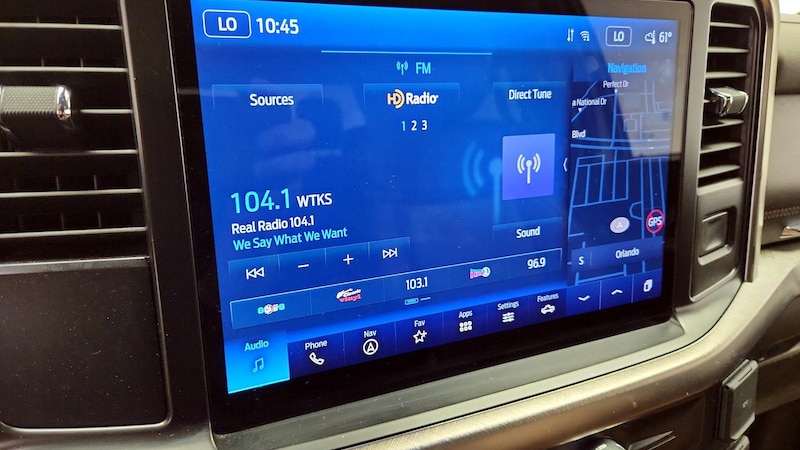 LO 10:45 LO 61°
FM
Navigation
Sources
HD Radio
Direct Tune
1 2 3
Perfect Dr
a National Dr
Blvd
104.1 WTKS
Real Radio 104.1
We Say What We Want
Sound
A
GPS
S Orlando
103.1
96.9
Audio
Phone
Nav
Fav
Apps
Settings
Features